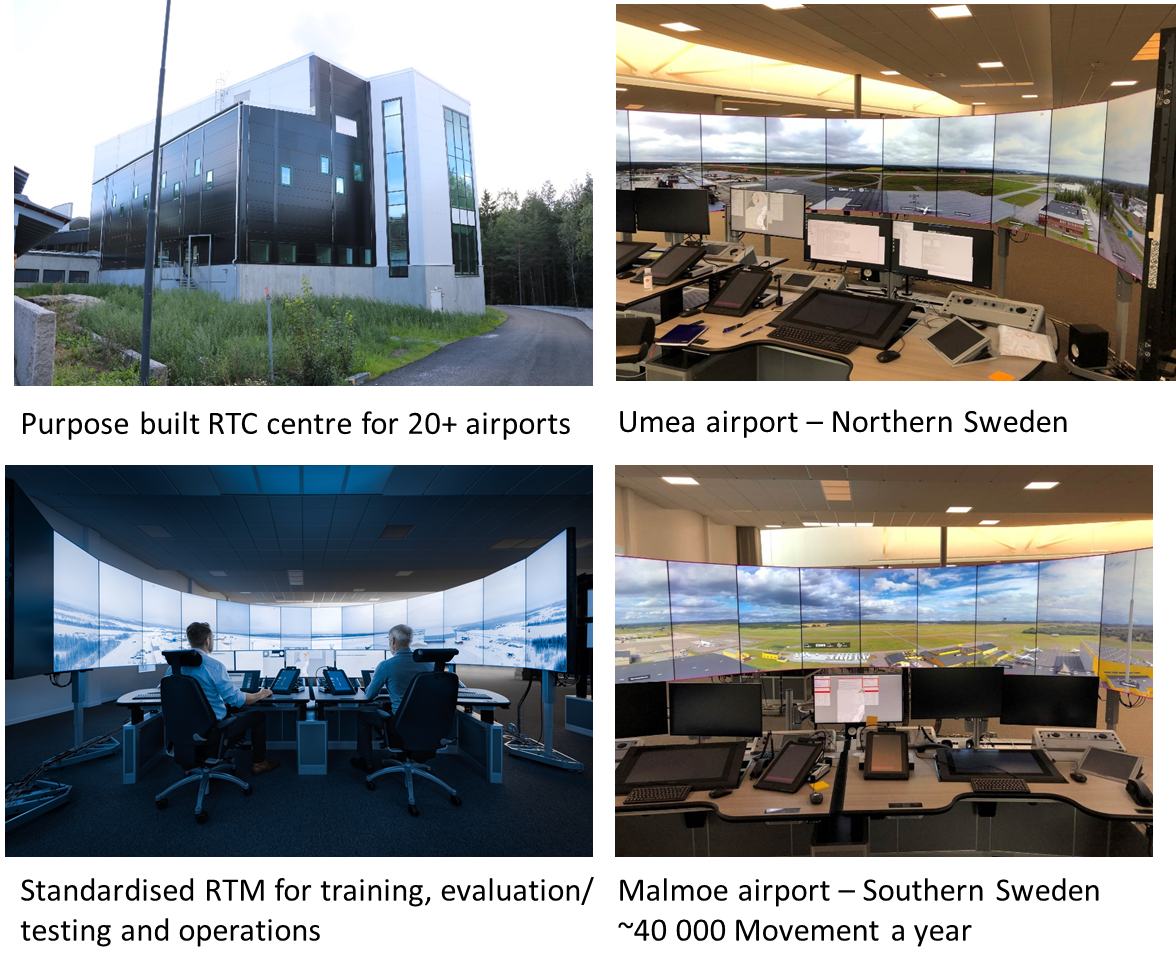 Purpose built RTC centre for 20+ airports
Umea airport – Northern Sweden
Standardised RTM for training, evaluation/
testing and operations
Malmoe airport – Southern Sweden
~40 000 Movement a year